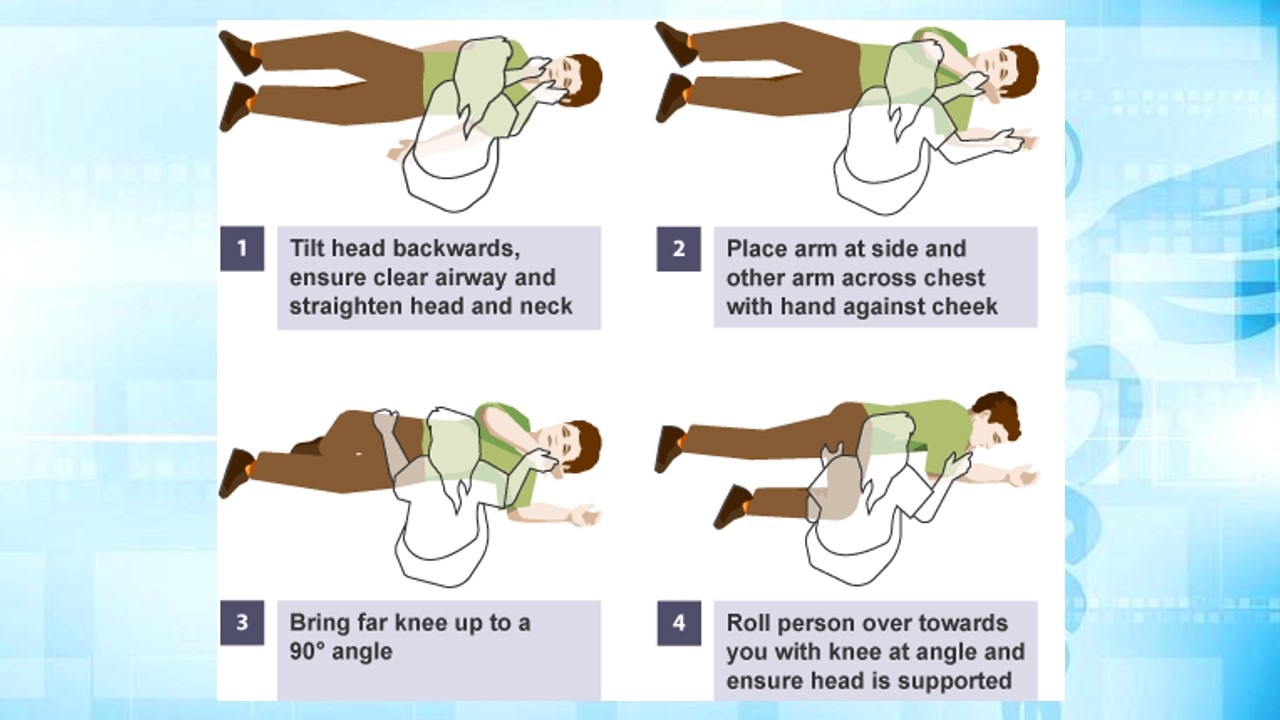 1
Tilt head backwards,
ensure clear airway and
straighten head and neck
2
Place arm at side and
other arm across chest
with hand against cheek
3
Bring far knee up to a
90° angle
4
Roll person over towards
you with knee at angle and
ensure head is supported